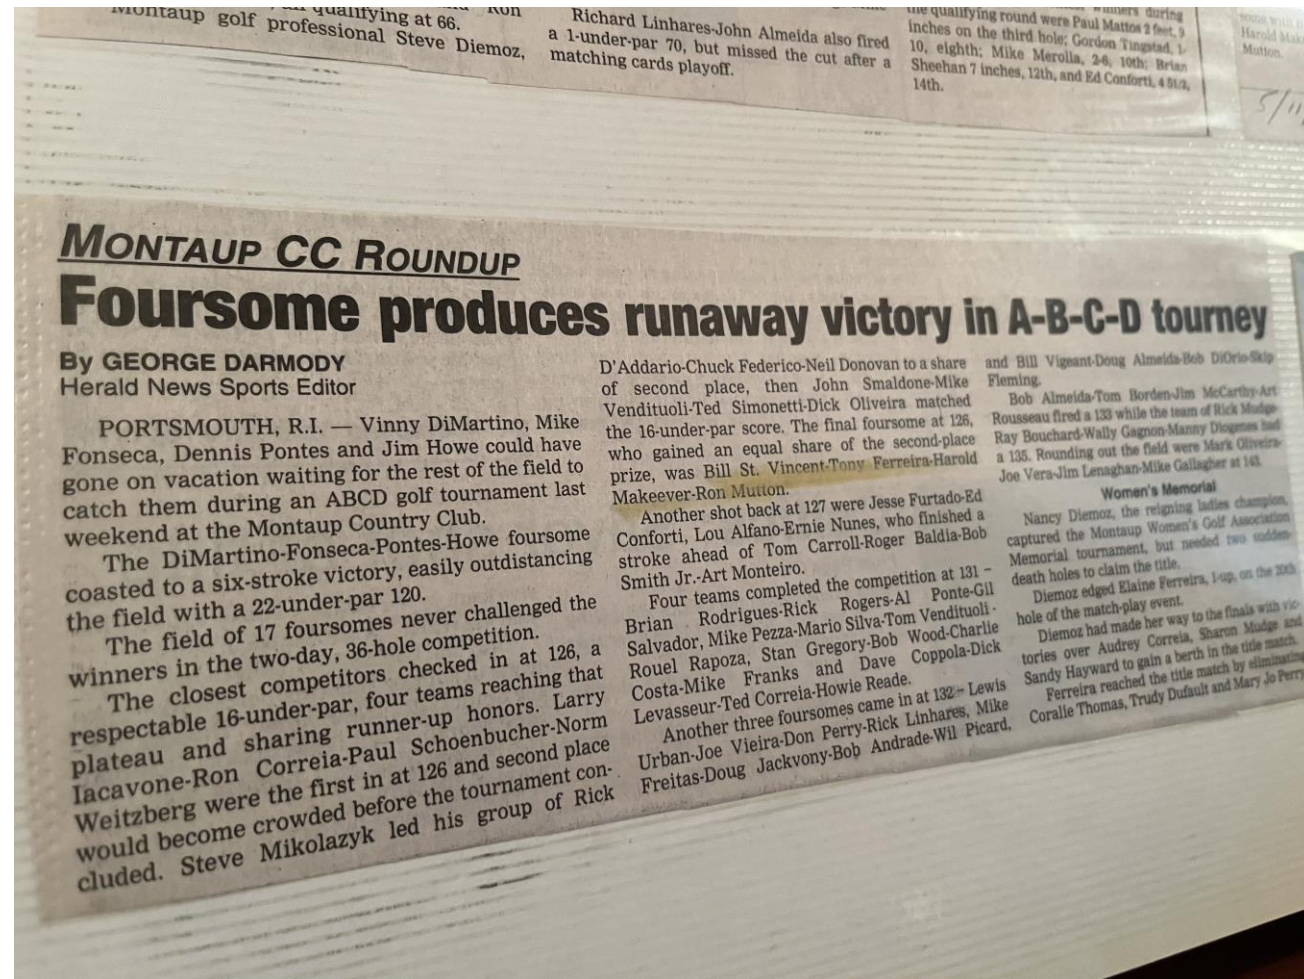 qualifying at 66. Ron
Montaup golf professional Steve Diemoz,
Richard Linhares-John Almeida also fired
a 1-under-par 70, but missed the cut after a
matching cards playoff.
the qualifying round were Paul Mattos 2 feet, 9
inches on the third hole; Gordon Tingstad, 1-
10, eighth; Mike Merolla, 2-6, 10th; Brian
Sheehan 7 inches, 12th, and Ed Conforti, 4
14th.
Mutton.
5/11
MONTAUP CC ROUNDUP
Foursome produces runaway victory in A-B-C-D tourney
By GEORGE DARMODY
Herald News Sports Editor
PORTSMOUTH, R.I. — Vinny DiMartino, Mike
Fonseca, Dennis Pontes and Jim Howe could have
gone on vacation waiting for the rest of the field to
catch them during an ABCD golf tournament last
weekend at the Montaup Country Club.
The DiMartino-Fonseca-Pontes-Howe foursome
coasted to a six-stroke victory, easily outdistancing
the field with a 22-under-par 120.
The field of 17 foursomes never challenged the
winners in the two-day, 36-hole competition.
The closest competitors checked in at 126, a
respectable 16-under-par, four teams reaching that
plateau and sharing runner-up honors. Larry
Iacavone-Ron Correia-Paul Schoenbucher-Norm
Weitzberg were the first in at 126 and second place
would become crowded before the tournament con-
cluded. Steve Mikolazyk led his group of Rick
D'Addario-Chuck Federico-Neil Donovan to a share
of second place, then John Smaldone-Mike
Vendituoli-Ted Simonetti-Dick Oliveira matched
the 16-under-par score. The final foursome at 126,
who gained an equal share of the second-place
prize, was Bill St. Vincent-Tony Ferreira-Harold
Makeever-Ron Mutton.
Another shot back at 127 were Jesse Furtado-Ed
Conforti, Lou Alfano-Ernie Nunes, who finished a
stroke ahead of Tom Carroll-Roger Baldia-Bob
Smith Jr.-Art Monteiro.
Four teams completed the competition at 131 –
Brian Rodrigues-Rick Rogers-Al Ponte-Gil
Salvador, Mike Pezza-Mario Silva-Tom Vendituoli-
Rouel Rapoza, Stan Gregory-Bob Wood-Charlie
Costa-Mike Franks and Dave Coppola-Dick
Levasseur-Ted Correia-Howie Reade.
Another three foursomes came in at 132 – Lewis
Urban-Joe Vieira-Don Perry-Rick Linhares, Mike
Freitas-Doug Jackvony-Bob Andrade-Wil Picard,
and Bill Vigeant-Doug Almeida-Bob DiOrio-Skip
Fleming.
Bob Almeida-Tom Borden-Jim McCarthy-Art
Rousseau fired a 133 while the team of Rick Mudge-
Ray Bouchard-Wally Gagnon-Manny Diogenes had
a 135. Rounding out the field were Mark Oliveira-
Joe Vera-Jim Lenaghan-Mike Gallagher at 143.
Women's Memorial
Nancy Diemoz, the reigning ladies champion,
captured the Montaup Women's Golf Association
Memorial tournament, but needed two sudden-
death holes to claim the title.
Diemoz edged Elaine Ferreira, 1-up, on the 20th
hole of the match-play event.
Diemoz had made her way to the finals with vic-
tories over Audrey Correia, Sharon Mudge and
Sandy Hayward to gain a berth in the title match.
Ferreira reached the title match by eliminating
Coralie Thomas, Trudy Dufault and Mary Jo Perry